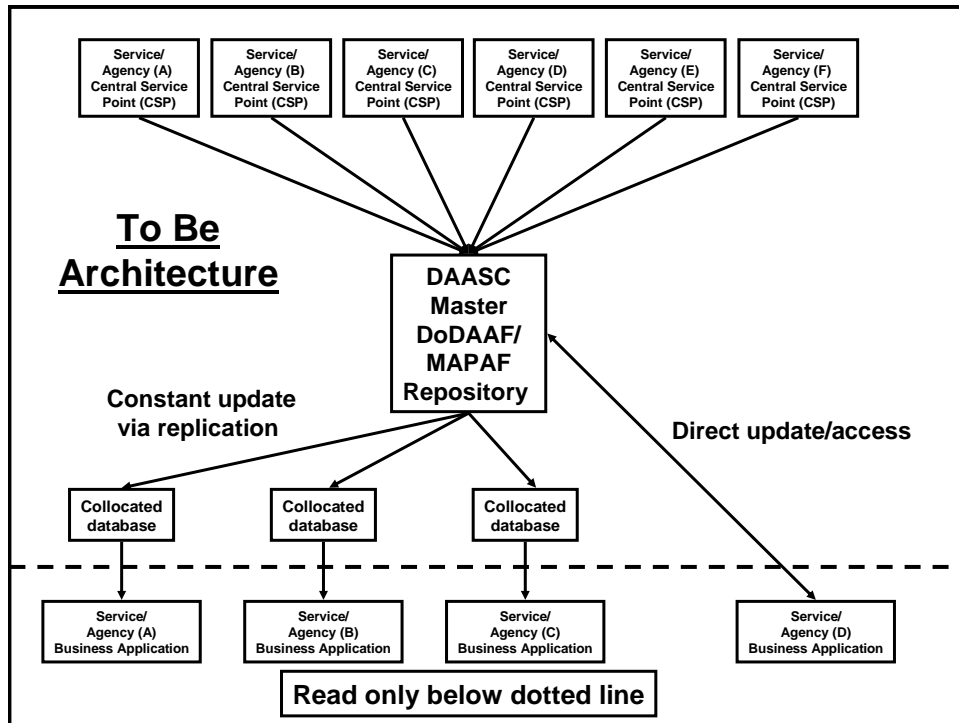 Service/
Agency (A)
Central Service
Point (CSP)
Service/
Agency (B)
Central Service
Point (CSP)
Service/
Agency (C)
Central Service
Point (CSP)
Service/
Agency (D)
Central Service
Point (CSP)
Service/
Agency (E)
Central Service
Point (CSP)
Service/
Agency (F)
Central Service
Point (CSP)
To Be
Architecture
DAASC
Master
DoDAAF/
MAPAF
Repository
Constant update
via replication
Direct update/access
Collocated
database
Collocated
database
Collocated
database
Service/
Agency (A)
Business Application
Service/
Agency (B)
Business Application
Service/
Agency (C)
Business Application
Service/
Agency (D)
Business Application
Read only below dotted line